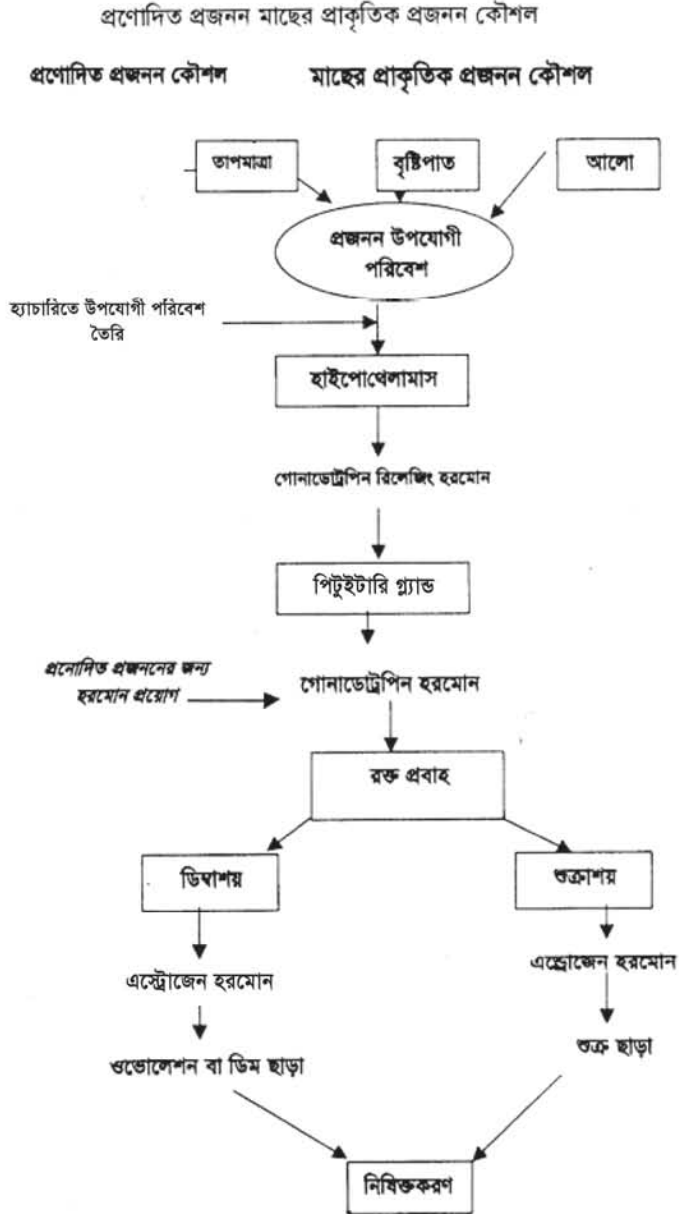 প্রণোদিত প্রজনন মাছের প্রাকৃতিক প্রজনন কৌশল
প্রণোদিত প্রজনন কৌশল মাছের প্রাকৃতিক প্রজনন কৌশল
তাপমাত্রা বৃষ্টিপাত আলো
প্রজনন উপযোগী
পরিবেশ
হ্যাচারিতে উপযোগী পরিবেশ
তৈরি
হাইপোথেলামাস
গোনাডোট্রপিন রিলেজিং হরমোন
পিটুইটারি গ্ল্যান্ড
প্রনোদিত প্রজননের জন্য
হরমোন প্রয়োগ
গোনাডোট্রপিন হরমোন
রক্ত প্রবাহ
ডিম্বাশয় শুক্রাশয়
এস্ট্রোজেন হরমোন এন্ড্রোজেন হরমোন
ওভোলেশন বা ডিম ছাড়া শুক্র ছাড়া
নিষিক্তকরণ